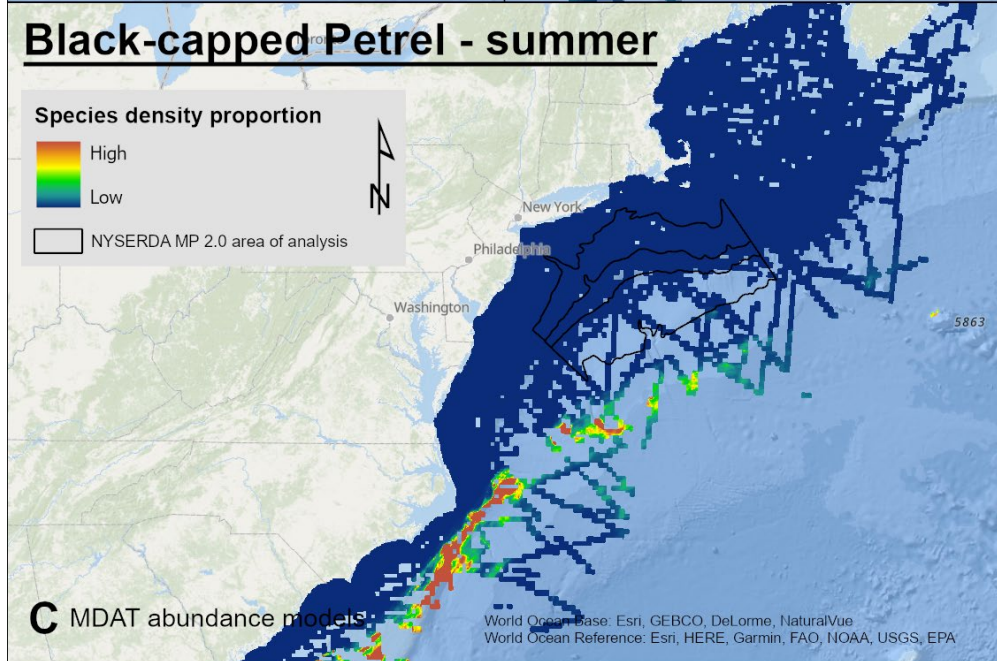 Black-capped Petrel - summer
Species density proportion
High
Low
N
NYSERDA MP 2.0 area of analysis
New York
Philadelphia
Washington
5863
C MDAT abundance models
World Ocean Base: Esri, GEBCO, DeLorme, NaturalVue
World Ocean Reference: Esri, HERE, Garmin, FAO, NOAA, USGS, EPA